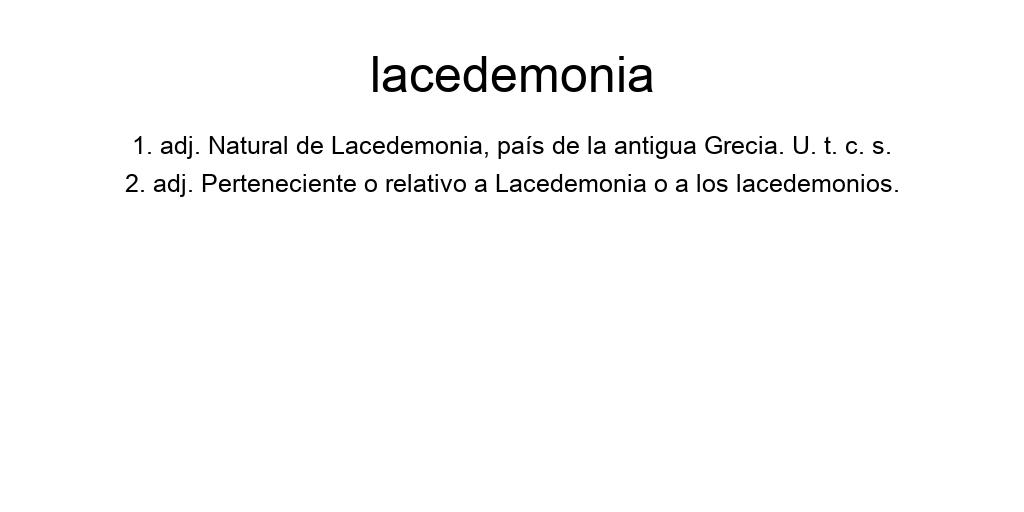 lacedemonia
1. adj. Natural de Lacedemonia, país de la antigua Grecia. U. t. c. s.
2. adj. Perteneciente o relativo a Lacedemonia o a los lacedemonios.